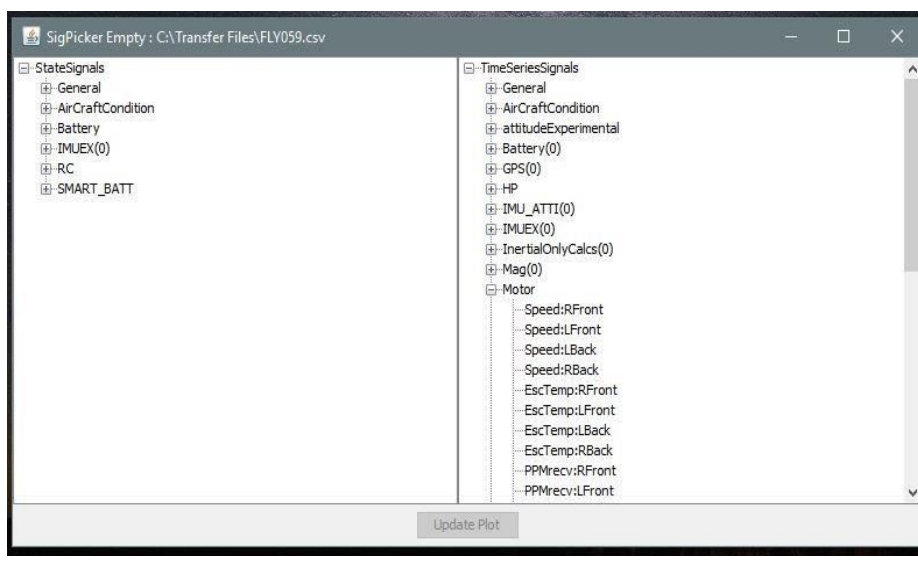 SigPicker Empty : C:\Transfer Files\FLY059.csv
StateSignals
General
AirCraftCondition
Battery
IMUEX(0)
RC
SMART_BATT
TimeSeriesSignals
General
AirCraftCondition
attitudeExperimental
Battery(0)
GPS(0)
HP
IMU_ATTI(0)
IMUEX(0)
InertialOnlyCalcs(0)
Mag(0)
Motor
Speed:RFront
Speed:LFront
Speed:LBack
Speed:RBack
EscTemp:RFront
EscTemp:LFront
EscTemp:LBack
EscTemp:RBack
PPMrecv:RFront
PPMrecv:LFront
Update Plot